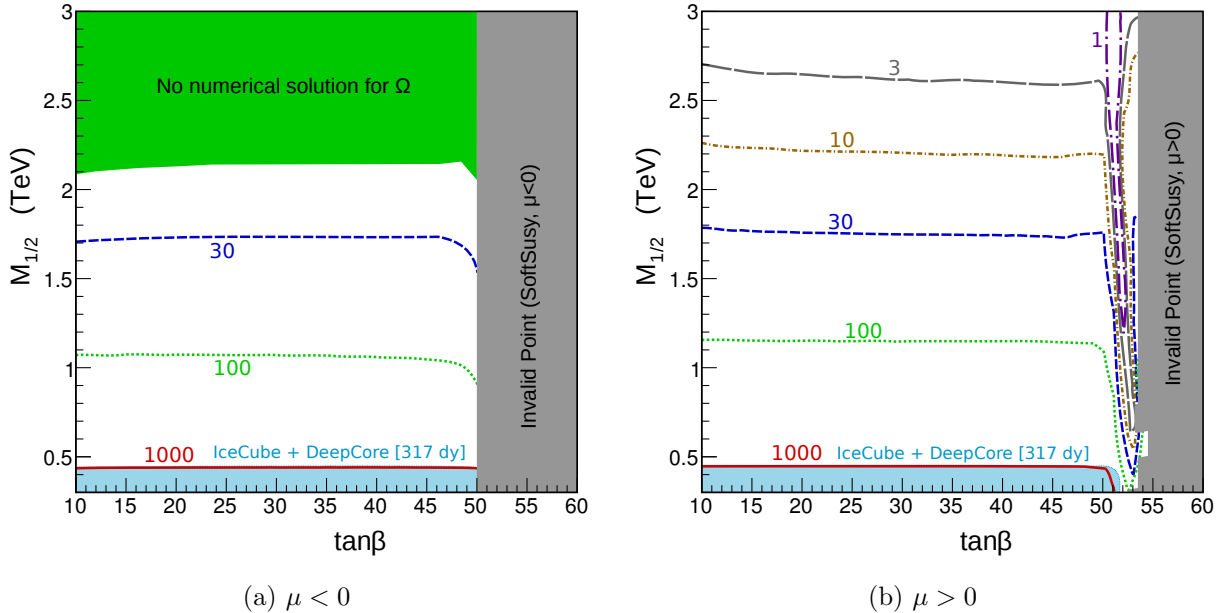 3
2.5
2
1.5
1
0.5
M1/2 (TeV)
No numerical solution for Ω
30
100
1000
IceCube + DeepCore [317 dy]
Invalid Point (SoftSusy, μ<0)
10 15 20 25 30 35 40 45 50 55 60
tanβ
(a) μ < 0
3
2.5
2
1.5
1
0.5
M1/2 (TeV)
1
3
10
30
100
1000
IceCube + DeepCore [317 dy]
Invalid Point (SoftSusy, μ>0)
10 15 20 25 30 35 40 45 50 55 60
tanβ
(b) μ > 0